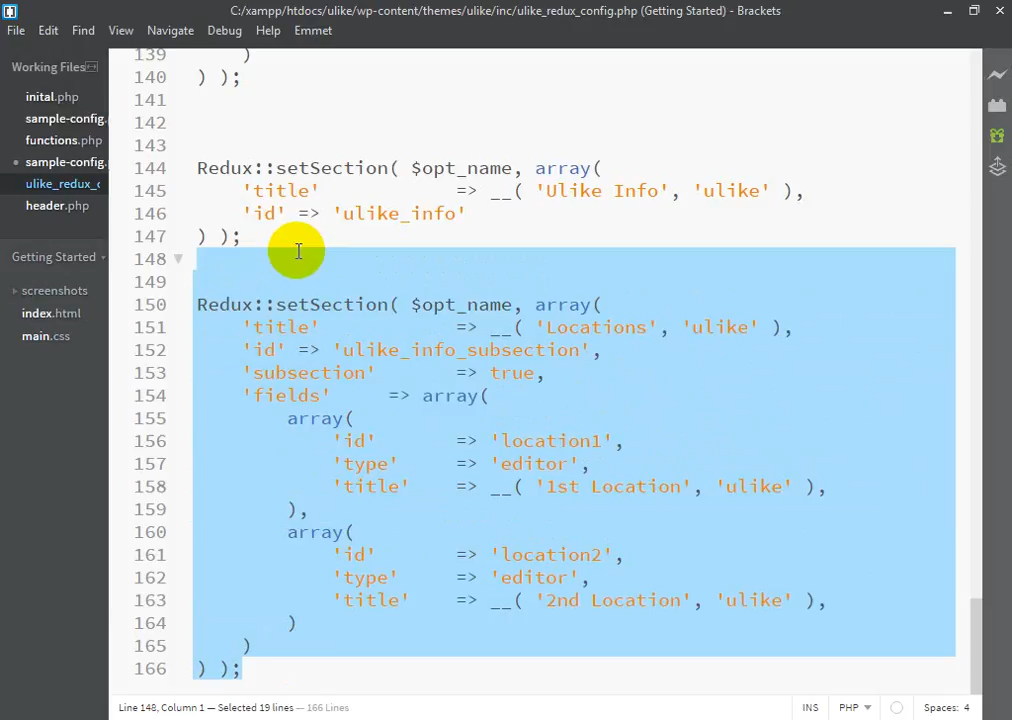 C:/xampp/htdocs/ulike/wp-content/themes/ulike/inc/ulike_redux_config.php (Getting Started) - Brackets
File Edit Find View Navigate Debug Help Emmet
Working Files
inital.php
sample-config.
functions.php
sample-config.
ulike_redux_c
header.php
Getting Started
screenshots
index.html
main.css
139 )
140 ) );
141
142
143
144 Redux::setSection( $opt_name, array(
145 'title' => __( 'Ulike Info', 'ulike' ),
146 'id' => 'ulike_info'
147 ) );
148
149
150 Redux::setSection( $opt_name, array(
151 'title' => __( 'Locations', 'ulike' ),
152 'id' => 'ulike_info_subsection',
153 'subsection' => true,
154 'fields' => array(
155 array(
156 'id' => 'location1',
157 'type' => 'editor',
158 'title' => __( '1st Location', 'ulike' ),
159 ),
160 array(
161 'id' => 'location2',
162 'type' => 'editor',
163 'title' => __( '2nd Location', 'ulike' ),
164 )
165 )
166 ) );
Line 148, Column 1 — Selected 19 lines — 166 Lines INS PHP Spaces: 4